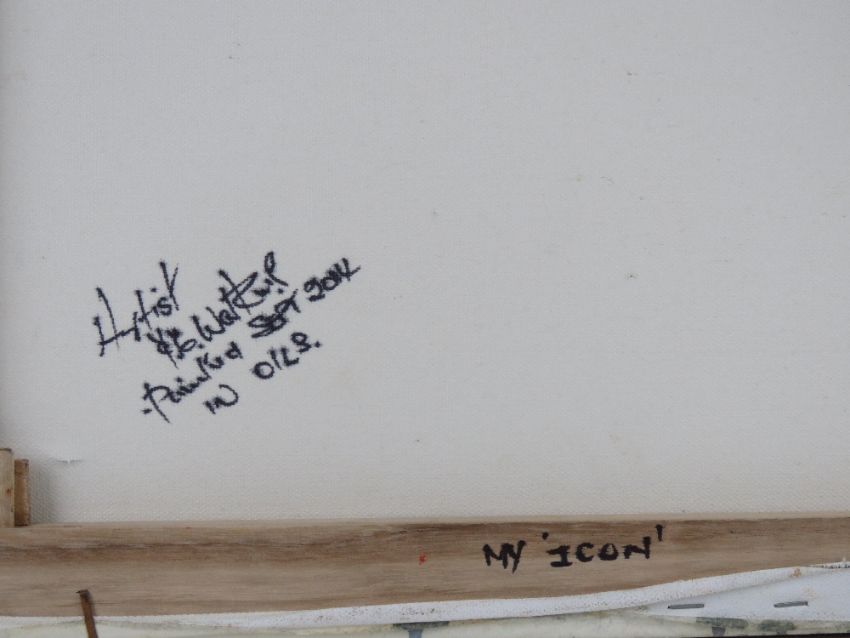 Artist
Painted SEPT 2014
IN OILS.
MY 'ICON'